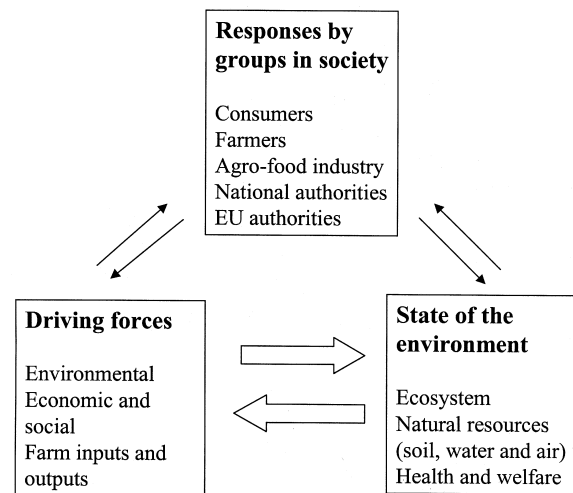 Responses by
groups in society
Consumers
Farmers
Agro-food industry
National authorities
EU authorities
Driving forces
Environmental
Economic and
social
Farm inputs and
outputs
State of the
environment
Ecosystem
Natural resources
(soil, water and air)
Health and welfare